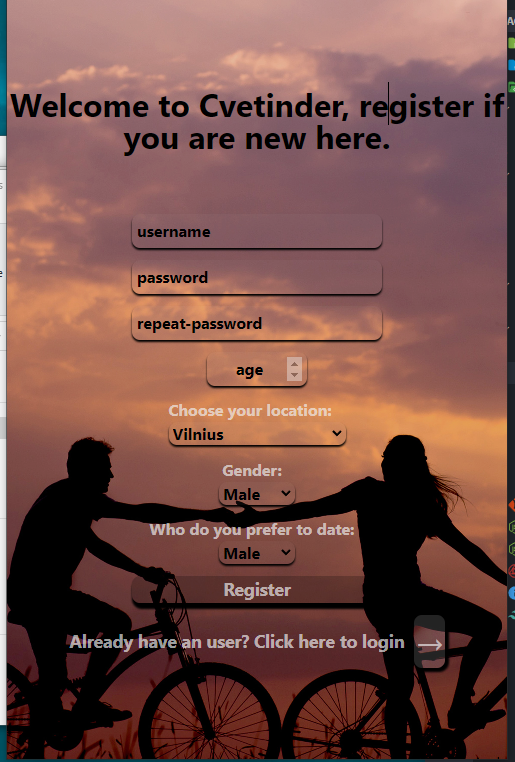 Welcome to Cvetinder, register if
you are new here.
username
password
repeat-password
age
Choose your location:
Vilnius
Gender:
Male
Who do you prefer to date:
Male
Register
Already have an user? Click here to login →